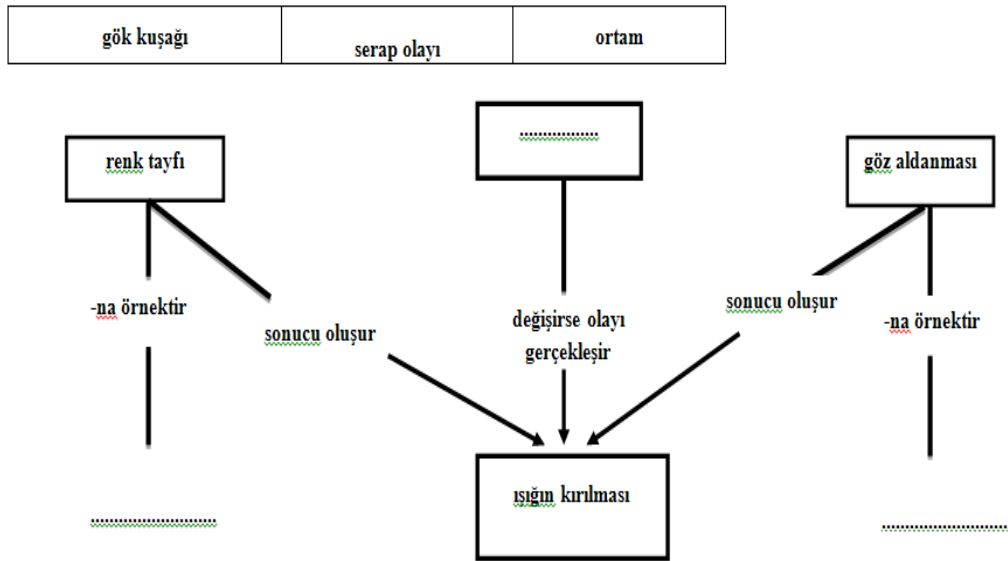 gök kuşağı
serap olayı
ortam
.................
renk tayfı
göz aldanması
-na örnektir
sonucu oluşur
değişirse olayı
gerçekleşir
sonucu oluşur
-na örnektir
ışığın kırılması
...........................
...........................